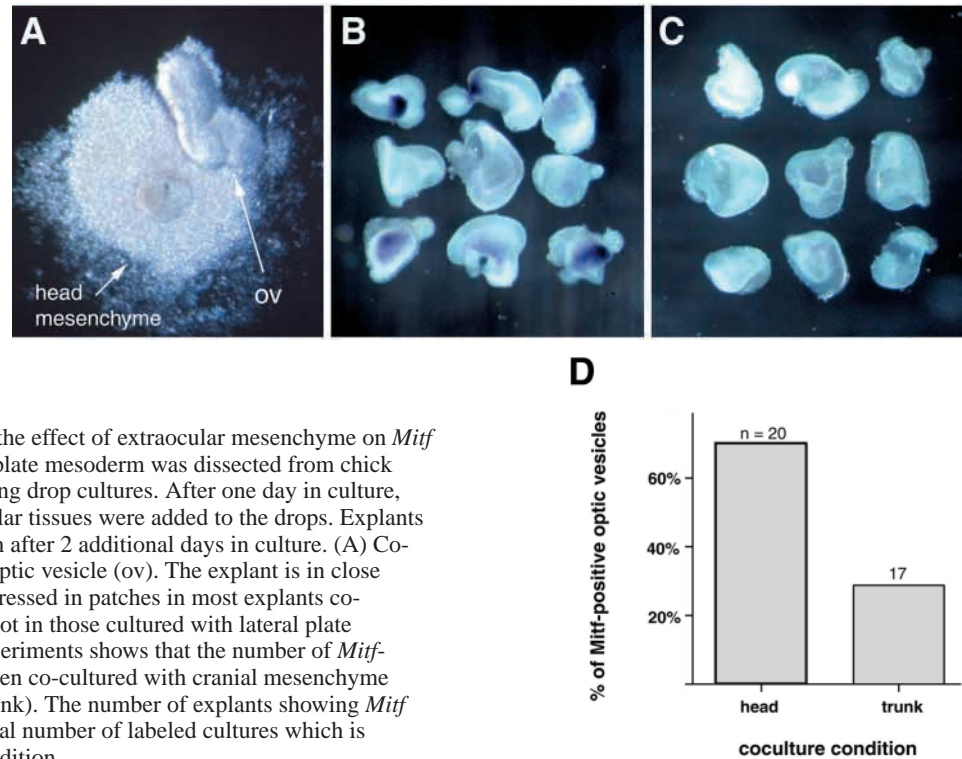 A
B
C
head
mesenchyme
ov
D
the effect of extraocular mesenchyme on Mitf
plate mesoderm was dissected from chick
ng drop cultures. After one day in culture,
lar tissues were added to the drops. Explants
n after 2 additional days in culture. (A) Co-
ptic vesicle (ov). The explant is in close
ressed in patches in most explants co-
ot in those cultured with lateral plate
periments shows that the number of Mitf-
en co-cultured with cranial mesenchyme
nk). The number of explants showing Mitf
al number of labeled cultures which is
dition
% of Mitf-positive optic vesicles
60%
40%
20%
n = 20
17
head
trunk
coculture condition